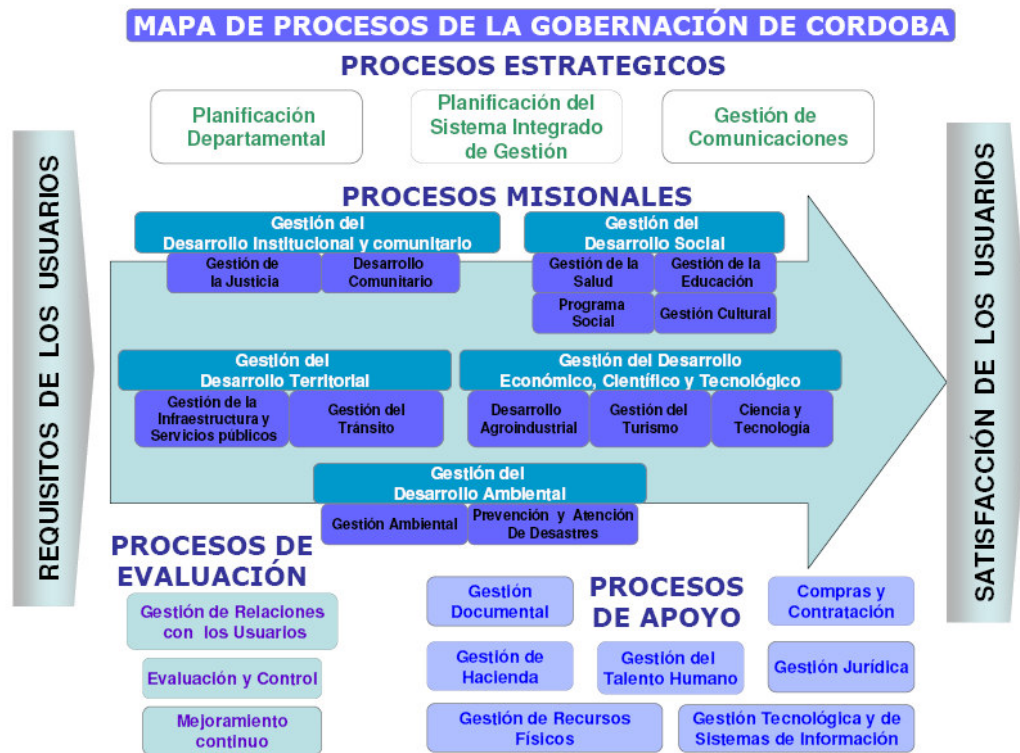 MAPA DE PROCESOS DE LA GOBERNACIÓN DE CORDOBA
PROCESOS ESTRATEGICOS
Planificación
Departamental
Planificación del
Sistema Integrado
de Gestión
Gestión de
Comunicaciones
REQUISITOS DE LOS USUARIOS
PROCESOS MISIONALES
Gestión del
Desarrollo Institucional y comunitario
Gestión de
la Justicia
Desarrollo
Comunitario
Gestión del
Desarrollo Social
Gestión de la
Salud
Gestión de la
Educación
Programa
Social
Gestión Cultural
Gestión del
Desarrollo Territorial
Gestión de la
Infraestructura y
Servicios públicos
Gestión del
Tránsito
Gestión del Desarrollo
Económico, Científico y Tecnológico
Desarrollo
Agroindustrial
Gestión del
Turismo
Ciencia y
Tecnología
Gestión del
Desarrollo Ambiental
Gestión Ambiental
Prevención y Atención
De Desastres
SATISFACCIÓN DE LOS USUARIOS
PROCESOS DE
EVALUACIÓN
Gestión de Relaciones
con los Usuarios
Evaluación y Control
Mejoramiento
continuo
PROCESOS
DE APOYO
Gestión
Documental
Compras y
Contratación
Gestión de
Hacienda
Gestión del
Talento Humano
Gestión Jurídica
Gestión de Recursos
Físicos
Gestión Tecnológica y de
Sistemas de Información